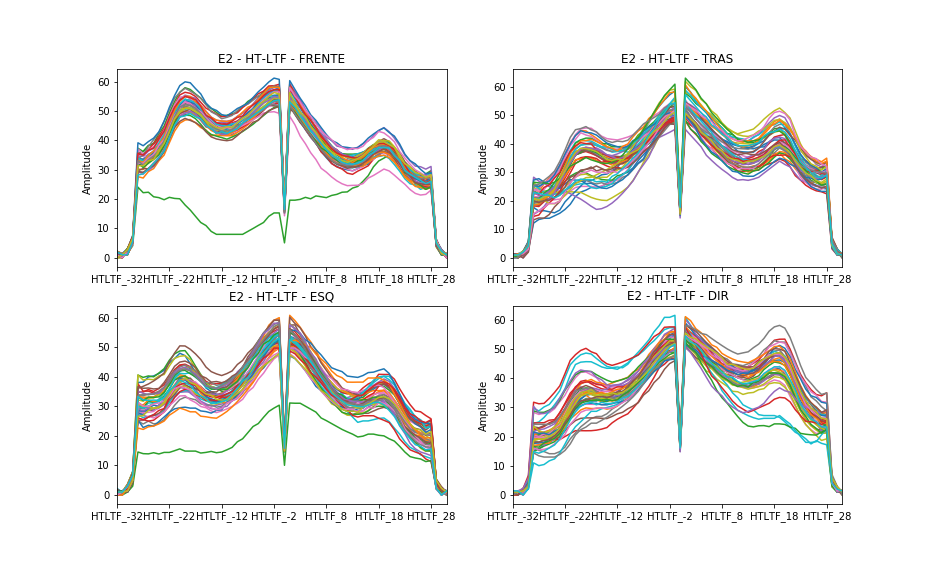 E2 - HT-LTF - FRENTE
60
50
40
30
20
10
0
Amplitude
HTLTF_-32HTLTF_-22HTLTF_-12HTLTF_-2 HTLTF_8 HTLTF_18 HTLTF_28
E2 - HT-LTF - TRAS
60
50
40
30
20
10
0
Amplitude
HTLTF_-32HTLTF_-22HTLTF_-12HTLTF_-2 HTLTF_8 HTLTF_18 HTLTF_28
E2 - HT-LTF - ESQ
60
50
40
30
20
10
0
Amplitude
HTLTF_-32HTLTF_-22HTLTF_-12HTLTF_-2 HTLTF_8 HTLTF_18 HTLTF_28
E2 - HT-LTF - DIR
60
50
40
30
20
10
0
Amplitude
HTLTF_-32HTLTF_-22HTLTF_-12HTLTF_-2 HTLTF_8 HTLTF_18 HTLTF_28